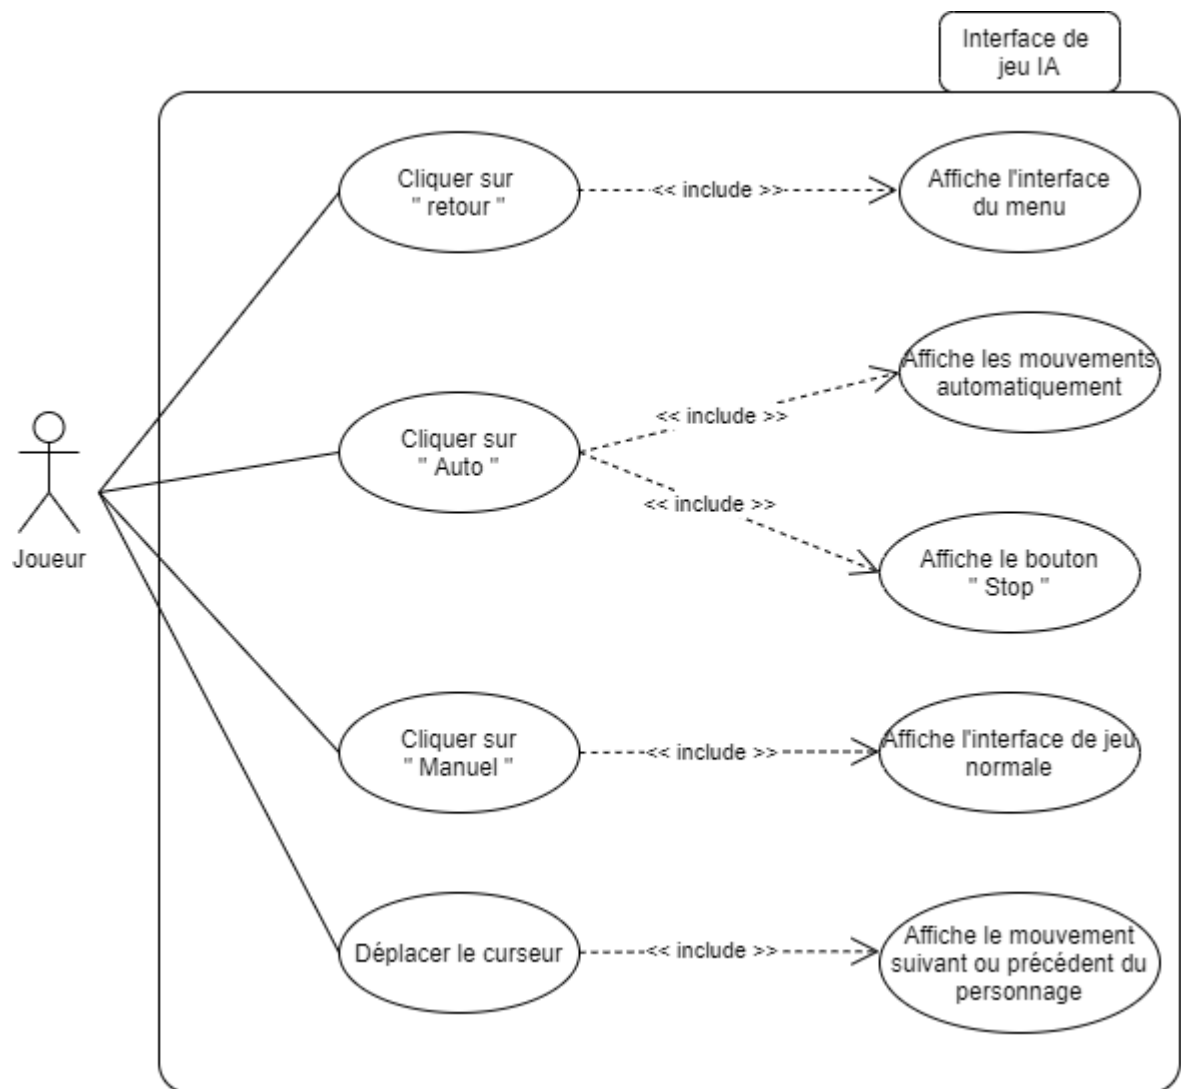 Interface de
jeu IA
Cliquer sur
" retour "
<< include >>
Affiche l'interface
du menu
Affiche les mouvements
automatiquement
<< include >>
Cliquer sur
" Auto "
<< include >>
Affiche le bouton
" Stop "
Joueur
Cliquer sur
" Manuel "
<< include >>
Affiche l'interface de jeu
normale
Déplacer le curseur
<< include >>
Affiche le mouvement
suivant ou précédent du
personnage